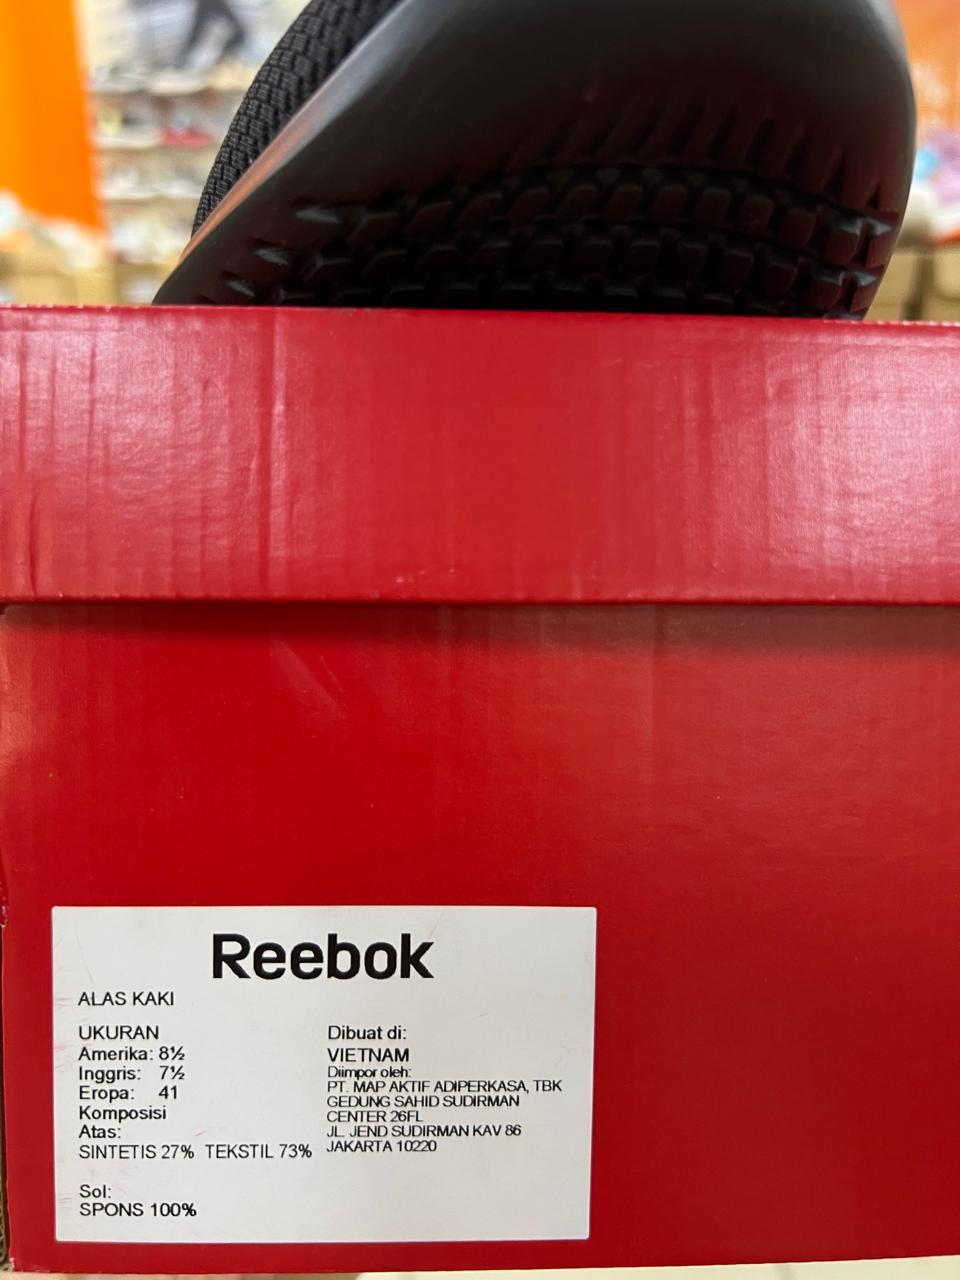 Reebok
ALAS KAKI
UKURAN
Amerika: 8½
Inggris: 7½
Eropa: 41
Komposisi
Atas:
SINTETIS 27% TEKSTIL 73%
Sol:
SPONS 100%
Dibuat di:
VIETNAM
Diimpor oleh:
PT. MAP AKTIF ADIPERKASA, TBK
GEDUNG SAHID SUDIRMAN
CENTER 26FL
JL. JEND SUDIRMAN KAV 86
JAKARTA 10220